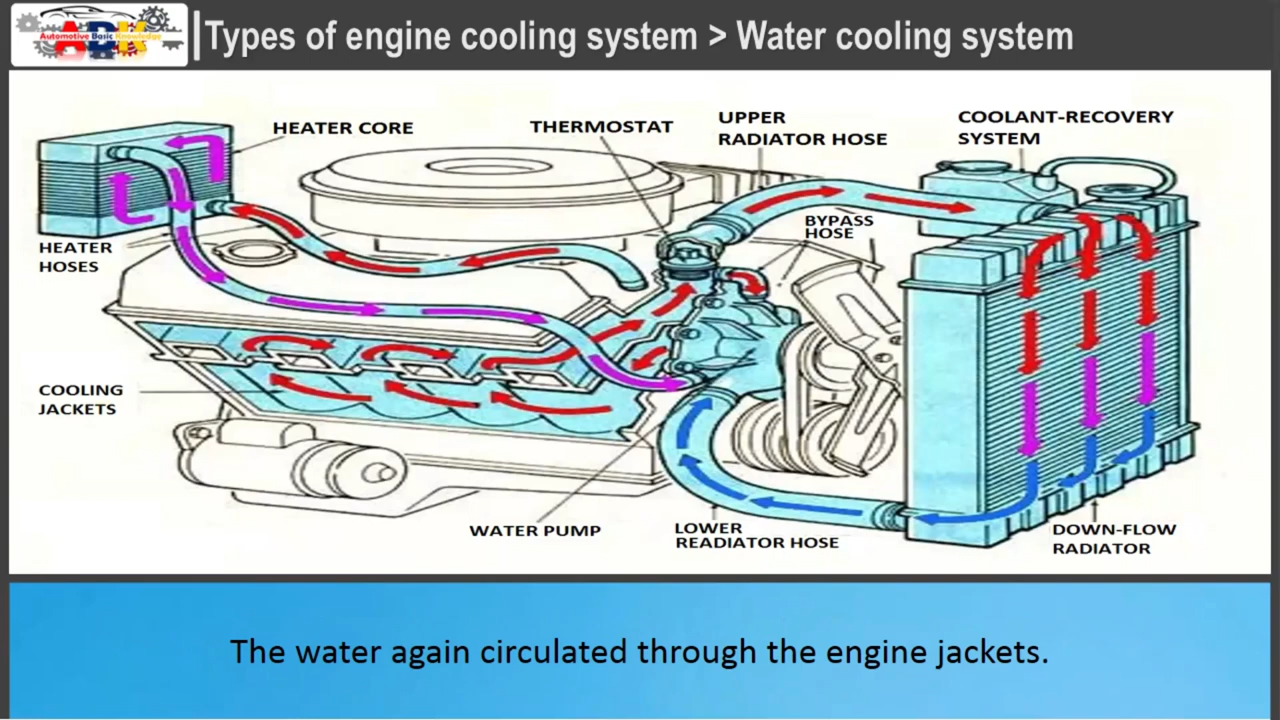 Automotive Basic Knowledge
ABK
Types of engine cooling system > Water cooling system
HEATER CORE
THERMOSTAT
UPPER
RADIATOR HOSE
COOLANT-RECOVERY
SYSTEM
BYPASS
HOSE
HEATER
HOSES
COOLING
JACKETS
WATER PUMP
LOWER
READIATOR HOSE
DOWN-FLOW
RADIATOR
The water again circulated through the engine jackets.